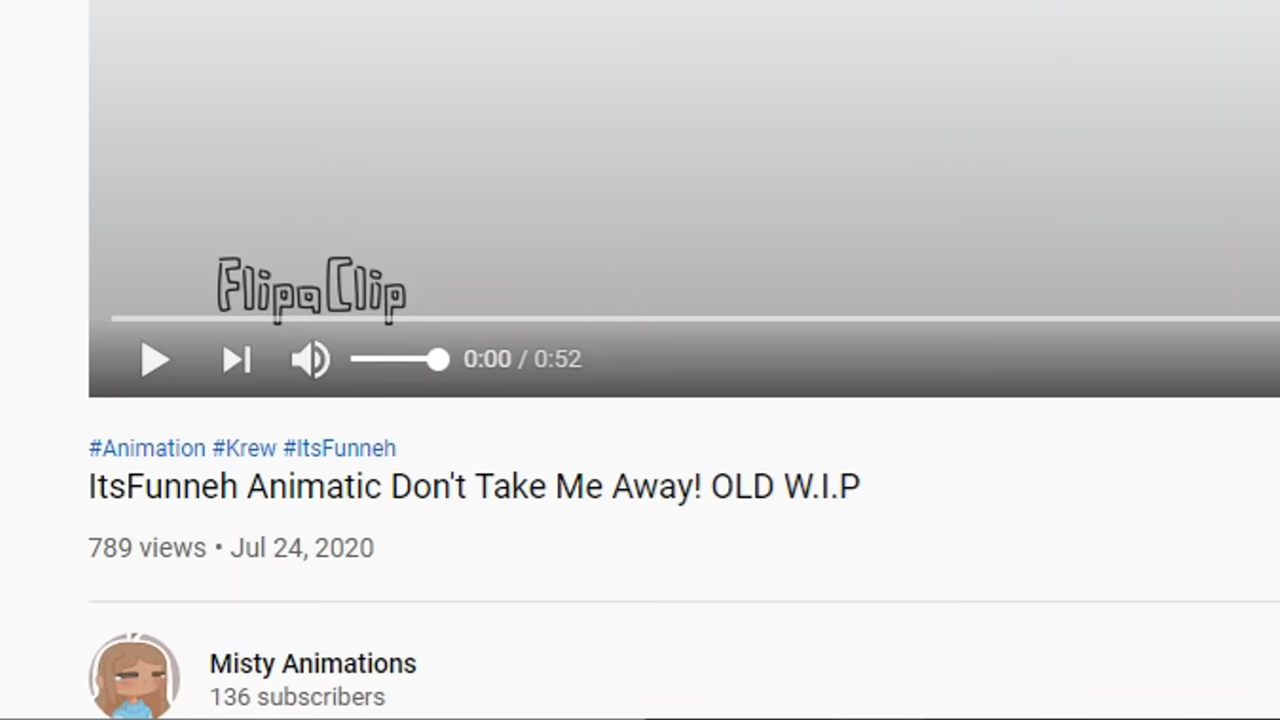 FlipaClip
0:00 / 0:52
#Animation #Krew #ItsFunneh
ItsFunneh Animatic Don't Take Me Away! OLD W.I.P
789 views • Jul 24, 2020
Misty Animations
136 subscribers